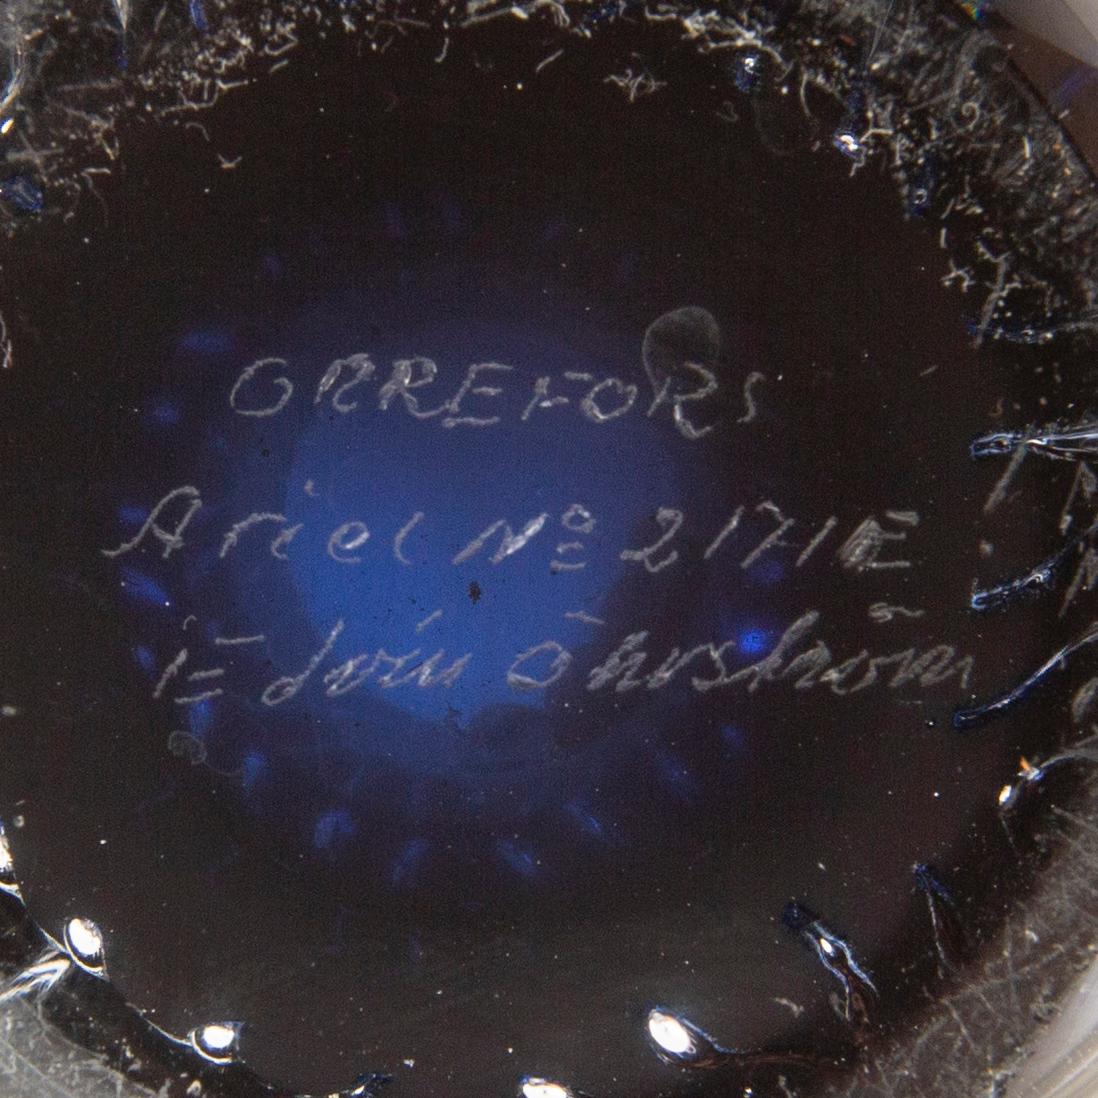 ORREFORS
Ariel Nº 2171E
Edvin Öhrström